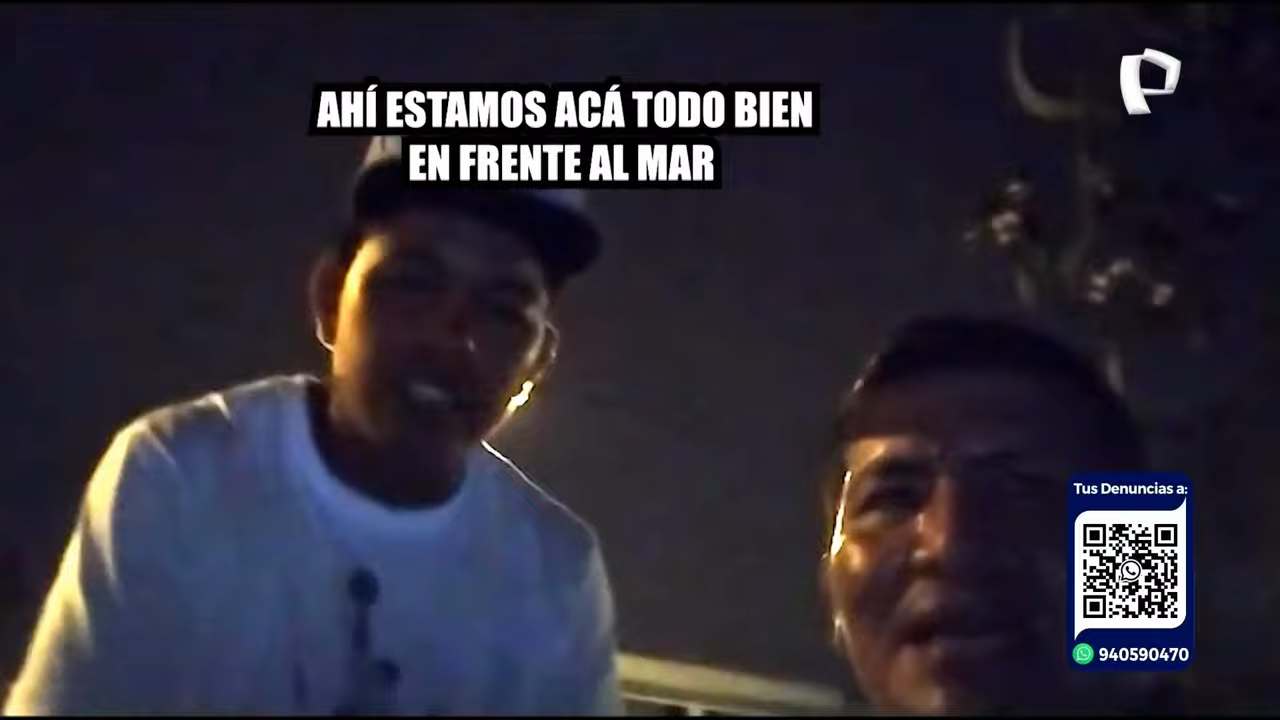 AHÍ ESTAMOS ACÁ TODO BIEN
EN FRENTE AL MAR
Tus Denuncias a:
940590470